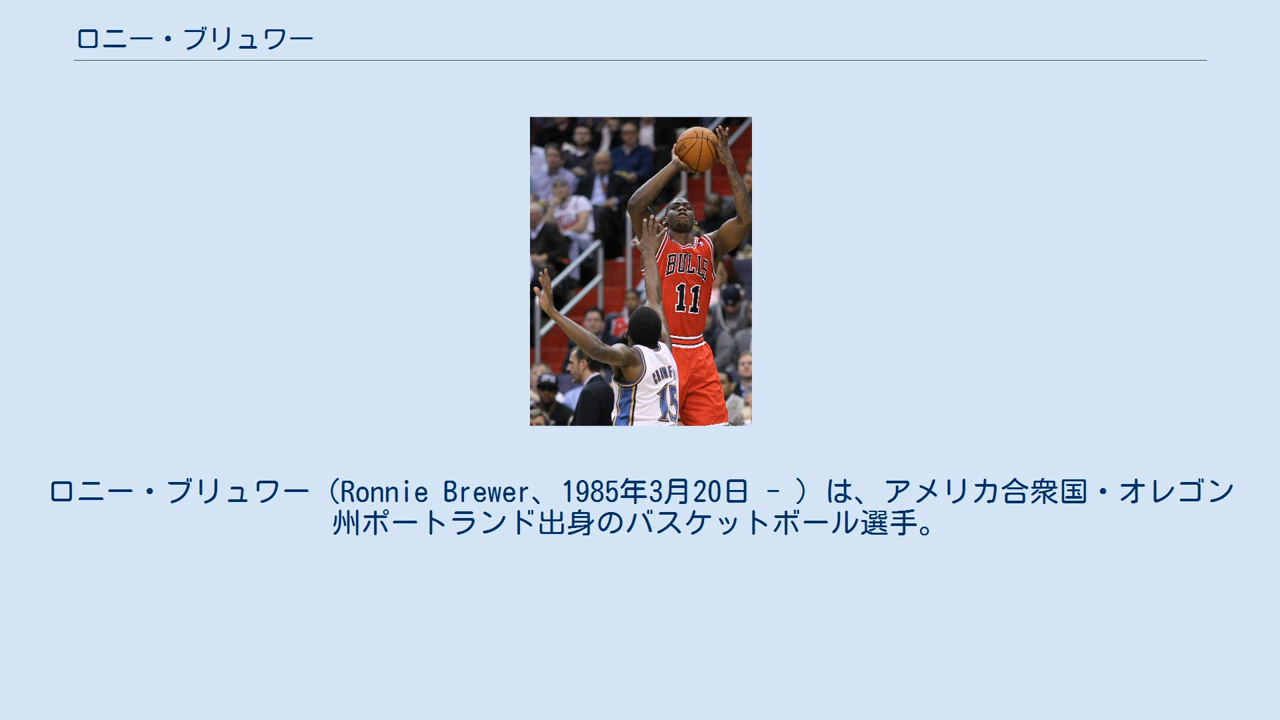 ロニー・ブリュワー
BULLS
11
15
ロニー・ブリュワー（Ronnie Brewer、1985年3月20日 - ）は、アメリカ合衆国・オレゴン
州ポートランド出身のバスケットボール選手。